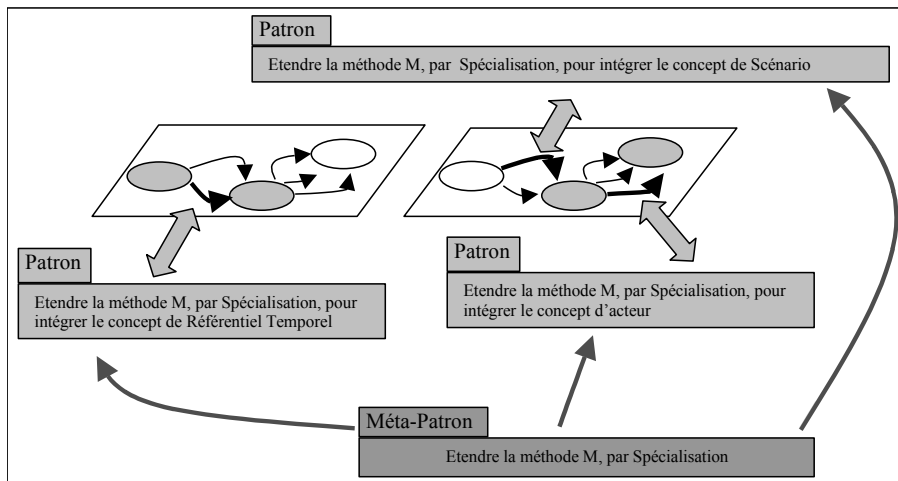 Patron
Etendre la méthode M, par Spécialisation, pour intégrer le concept de Scénario
Patron
Etendre la méthode M, par Spécialisation, pour
intégrer le concept de Référentiel Temporel
Patron
Etendre la méthode M, par Spécialisation, pour
intégrer le concept d'acteur
Méta-Patron
Etendre la méthode M, par Spécialisation